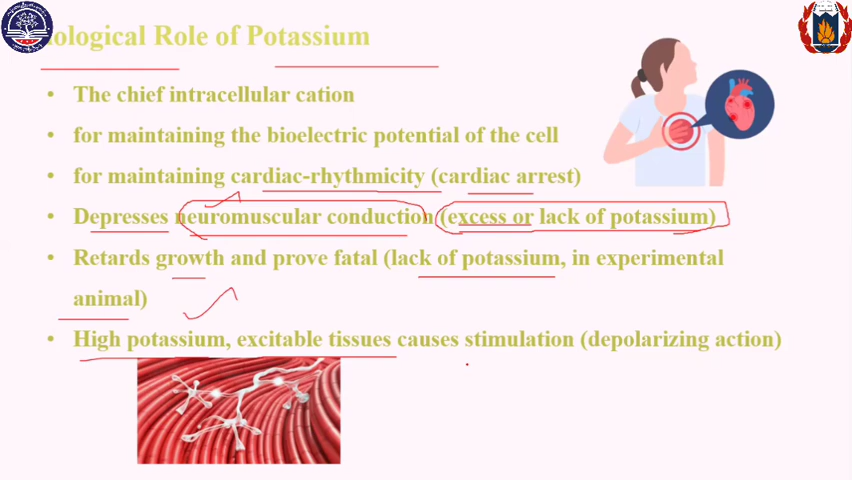 ological Role of Potassium
• The chief intracellular cation
• for maintaining the bioelectric potential of the cell
• for maintaining cardiac-rhythmicity (cardiac arrest)
• Depresses neuromuscular conduction (excess or lack of potassium)
• Retards growth and prove fatal (lack of potassium, in experimental
animal)
• High potassium, excitable tissues causes stimulation (depolarizing action)